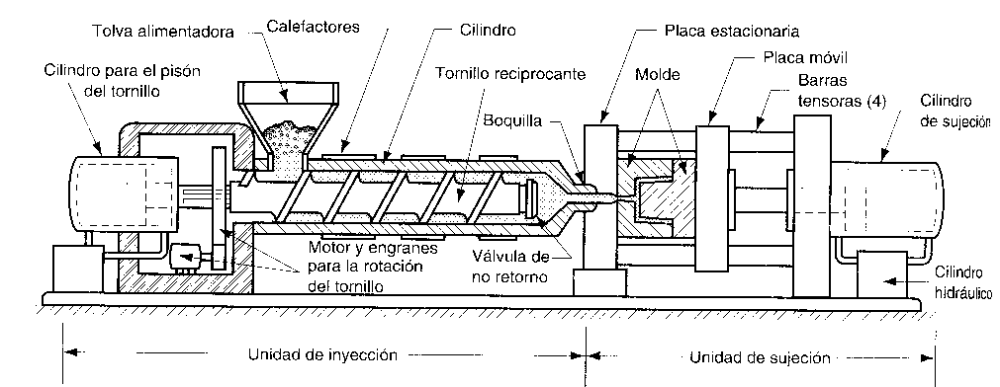 Tolva alimentadora
Calefactores
Cilindro
Placa estacionaria
Placa móvil
Cilindro para el pisón
del tornillo
Tornillo reciprocante
Molde
Barras
tensoras (4)
Boquilla
Cilindro
de sujeción
Motor y engranes
para la rotación
del tornillo
Válvula de
no retorno
Cilindro
hidráulico
Unidad de inyección
Unidad de sujeción